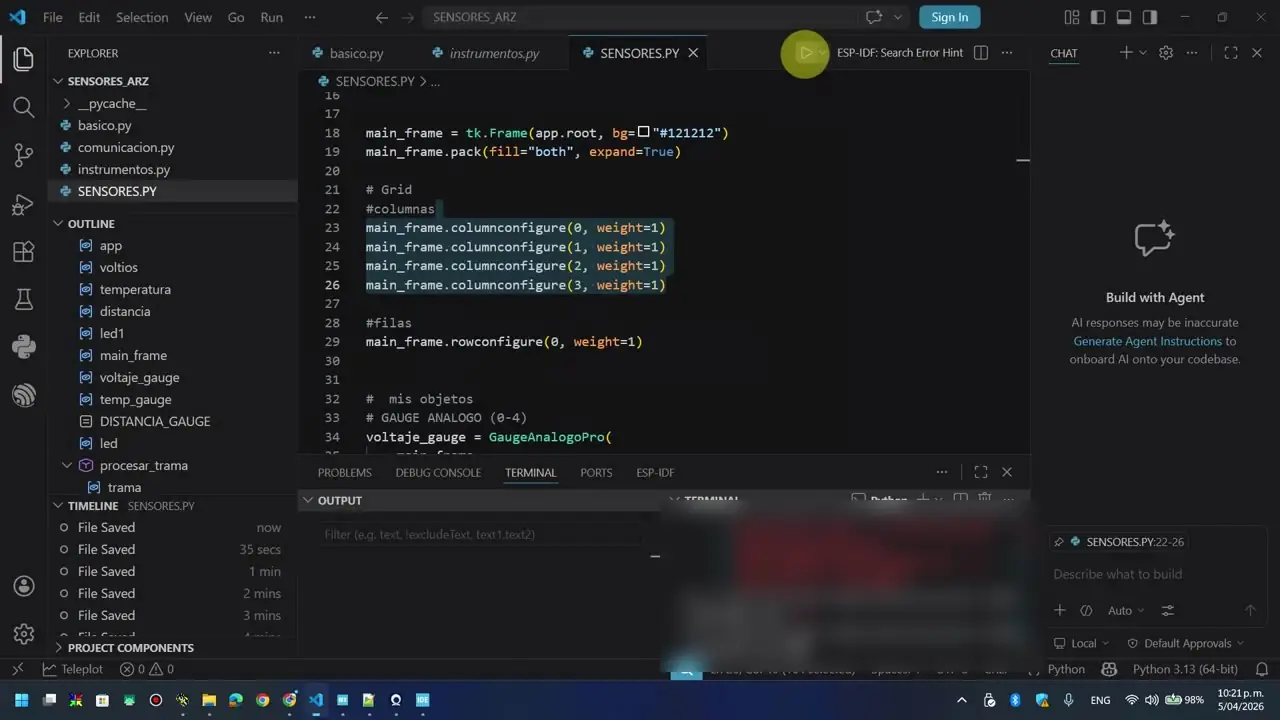 File Edit Selection View Go Run ··· SENSORES_ARZ Sign In
EXPLORER
SENSORES_ARZ
__pycache__
basico.py
comunicacion.py
instrumentos.py
SENSORES.PY
OUTLINE
app
voltios
temperatura
distancia
led1
main_frame
voltaje_gauge
temp_gauge
DISTANCIA_GAUGE
led
procesar_trama
trama
TIMELINE SENSORES.PY
File Saved now
File Saved 35 secs
File Saved 1 min
File Saved 2 mins
File Saved 3 mins
PROJECT COMPONENTS
basico.py instrumentos.py SENSORES.PY ESP-IDF: Search Error Hint
SENSORES.PY > ...
16
17
18 main_frame = tk.Frame(app.root, bg="#121212")
19 main_frame.pack(fill="both", expand=True)
20
21 # Grid
22 #columnas
23 main_frame.columnconfigure(0, weight=1)
24 main_frame.columnconfigure(1, weight=1)
25 main_frame.columnconfigure(2, weight=1)
26 main_frame.columnconfigure(3, weight=1)
27
28 #filas
29 main_frame.rowconfigure(0, weight=1)
30
31
32 # mis objetos
33 # GAUGE ANALOGO (0-4)
34 voltaje_gauge = GaugeAnalogoPro(
PROBLEMS DEBUG CONSOLE TERMINAL PORTS ESP-IDF
OUTPUT
Filter (e.g. text, !excludeText, text1,text2)
TERMINAL Python
CHAT
Build with Agent
AI responses may be inaccurate
Generate Agent Instructions to
onboard AI onto your codebase.
SENSORES.PY:22-26
Describe what to build
Auto
Local Default Approvals
Teleplot 0 0
Python Python 3.13 (64-bit)
ENG 98% 10:21 p.m.
5/04/2026